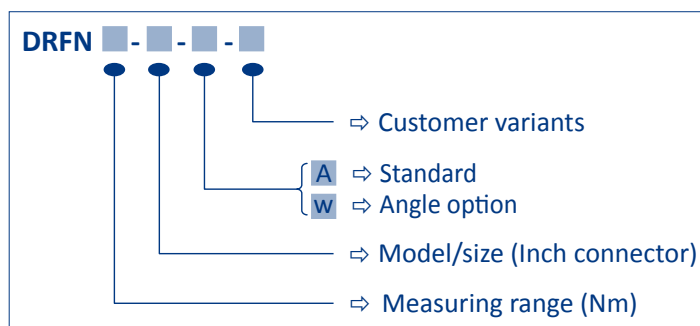 DRFN - - -
⇨ Customer variants
A ⇨ Standard
w ⇨ Angle option
⇨ Model/size (Inch connector)
⇨ Measuring range (Nm)